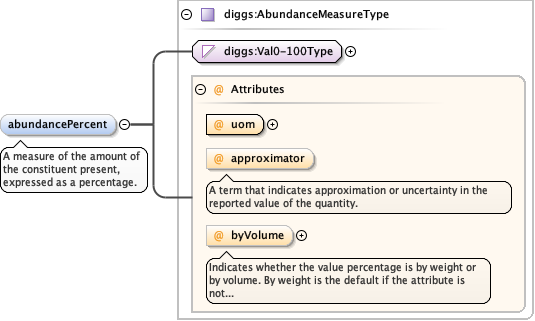 diggs:AbundanceMeasureType
diggs:Val0-100Type
@ Attributes
abundancePercent
A measure of the amount of
the constituent present,
expressed as a percentage.
@ uom
@ approximator
A term that indicates approximation or uncertainty in the
reported value of the quantity.
@ byVolume
Indicates whether the value percentage is by weight or
by volume. By weight is the default if the attribute is
not...